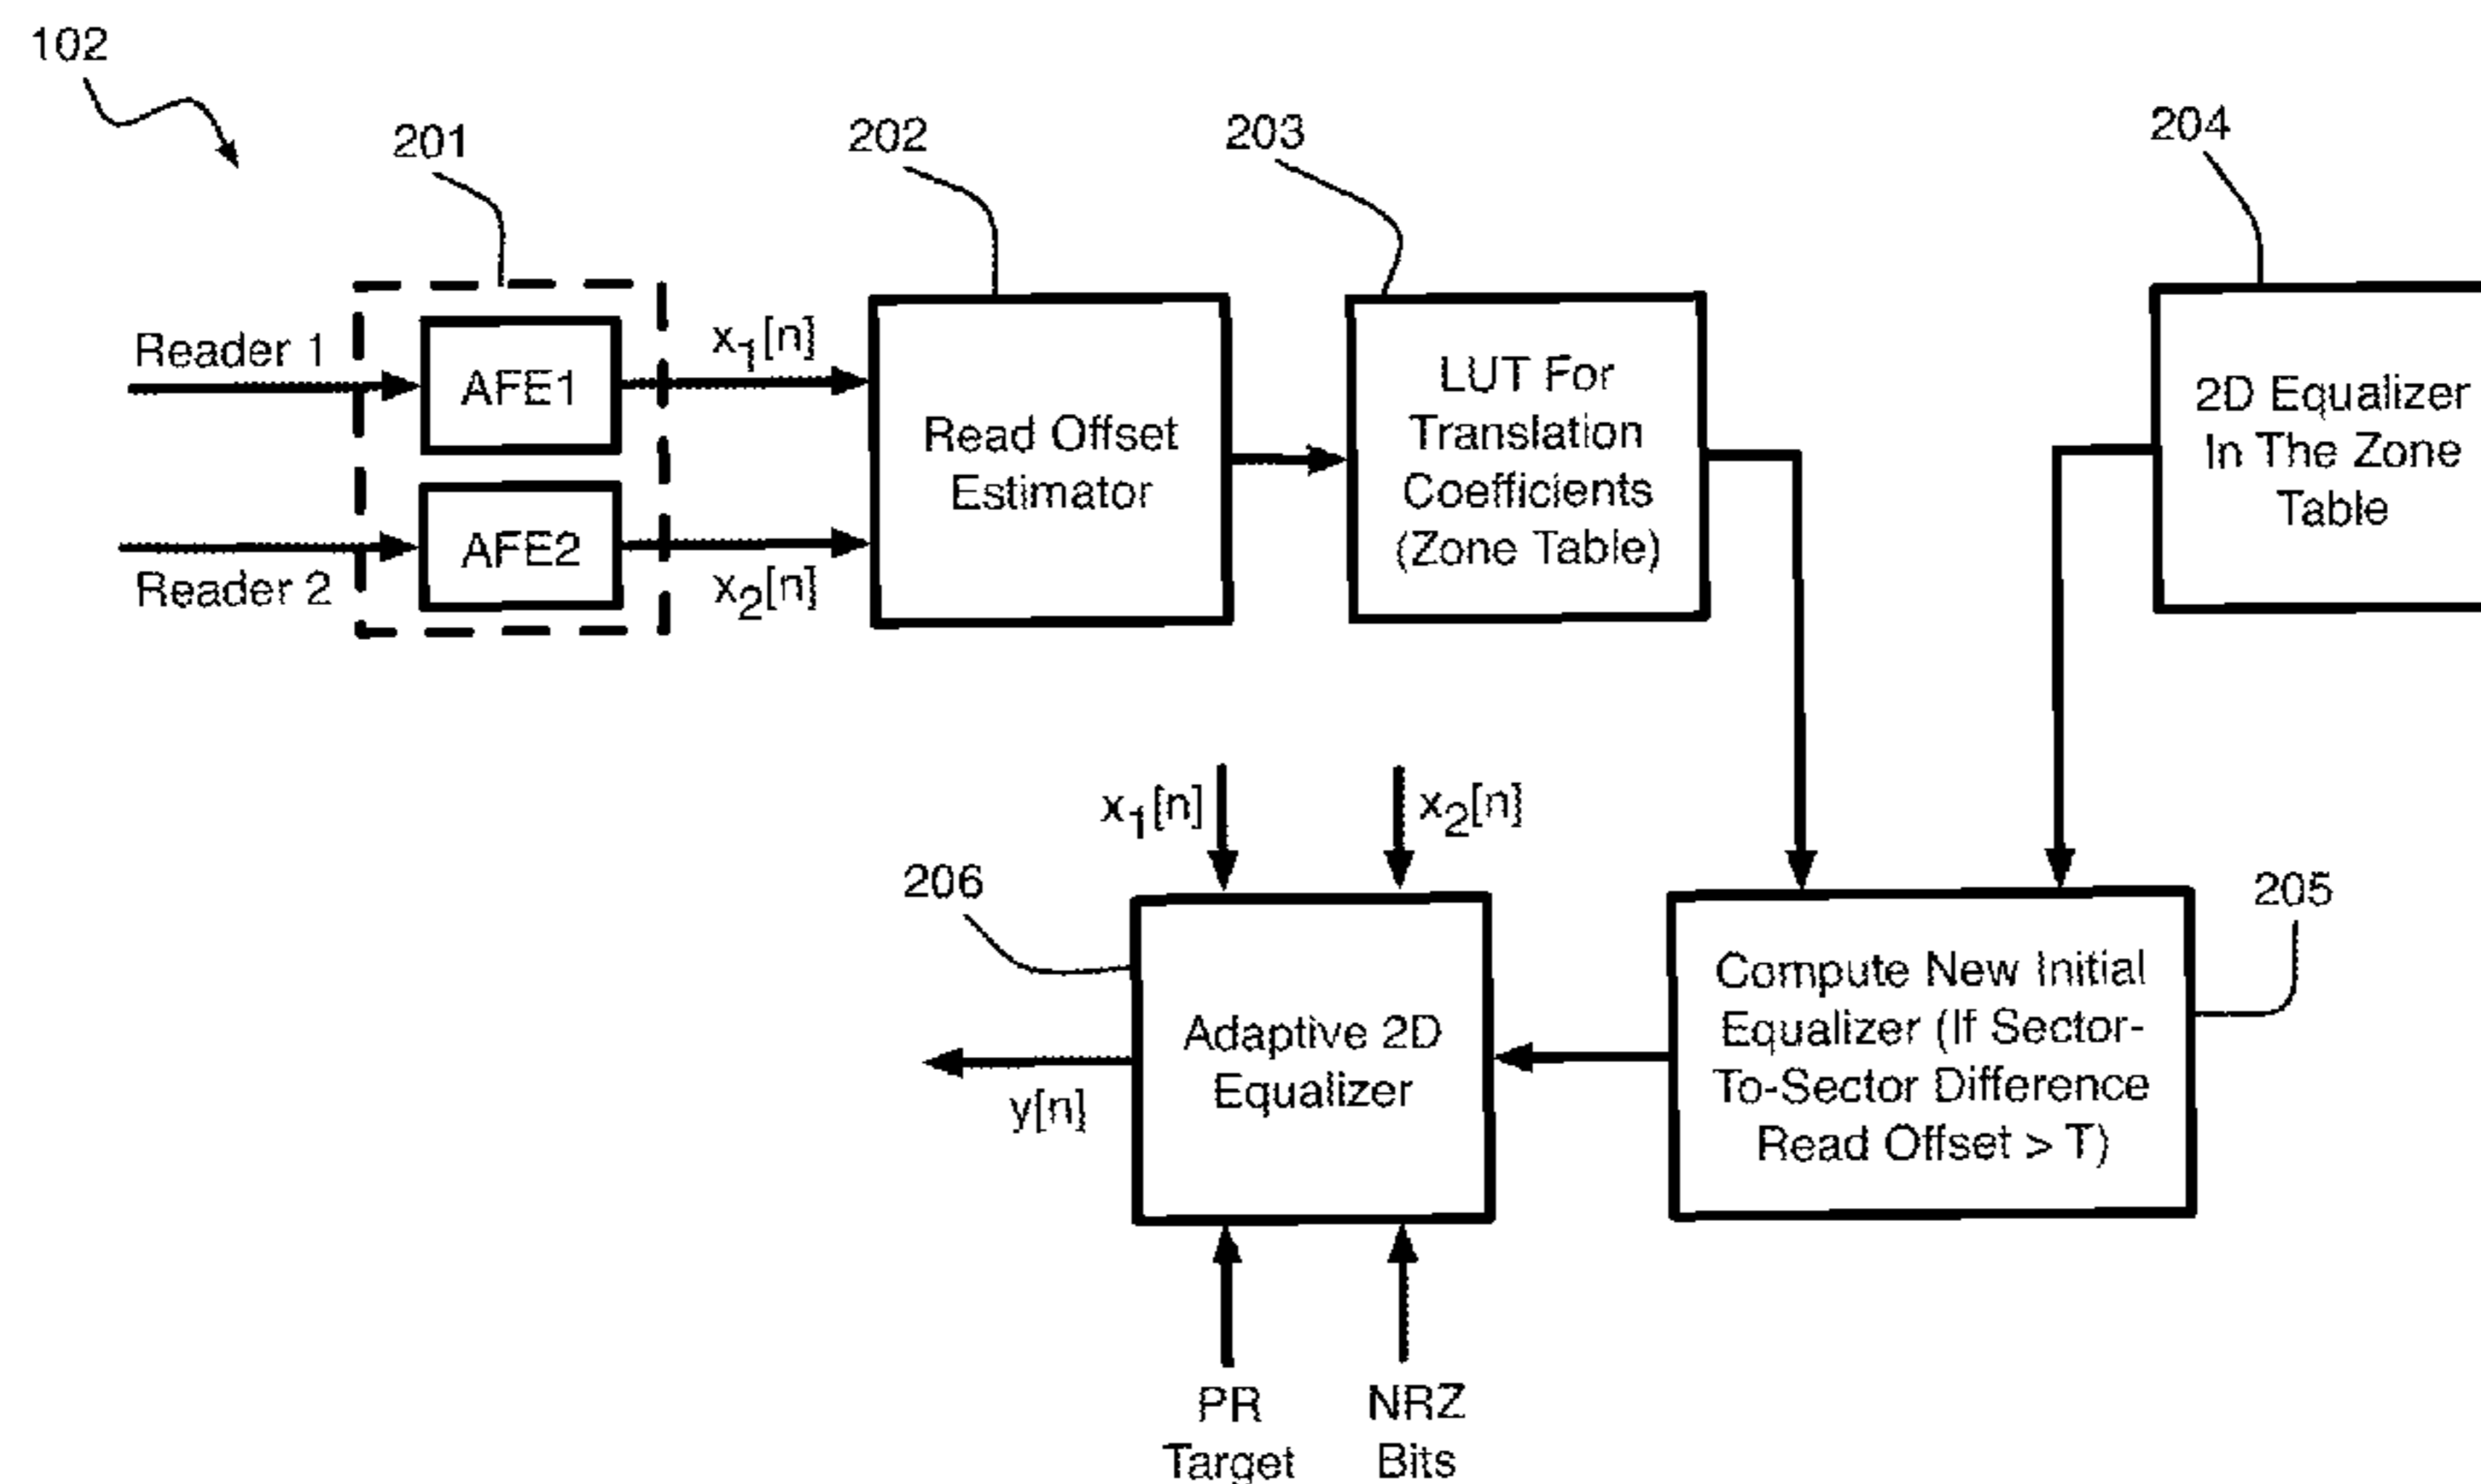 102
201
202
203
204
Reader 1
AFE1
x1[n]
Reader 2
AFE2
x2[n]
Read Offset
Estimator
LUT For
Translation
Coefficients
(Zone Table)
2D Equalizer
In The Zone
Table
x1[n]
x2[n]
206
205
Adaptive 2D
Equalizer
y[n]
Compute New Initial
Equalizer (If Sector-
To-Sector Difference
Read Offset > T)
PR
Target
NRZ
Bits